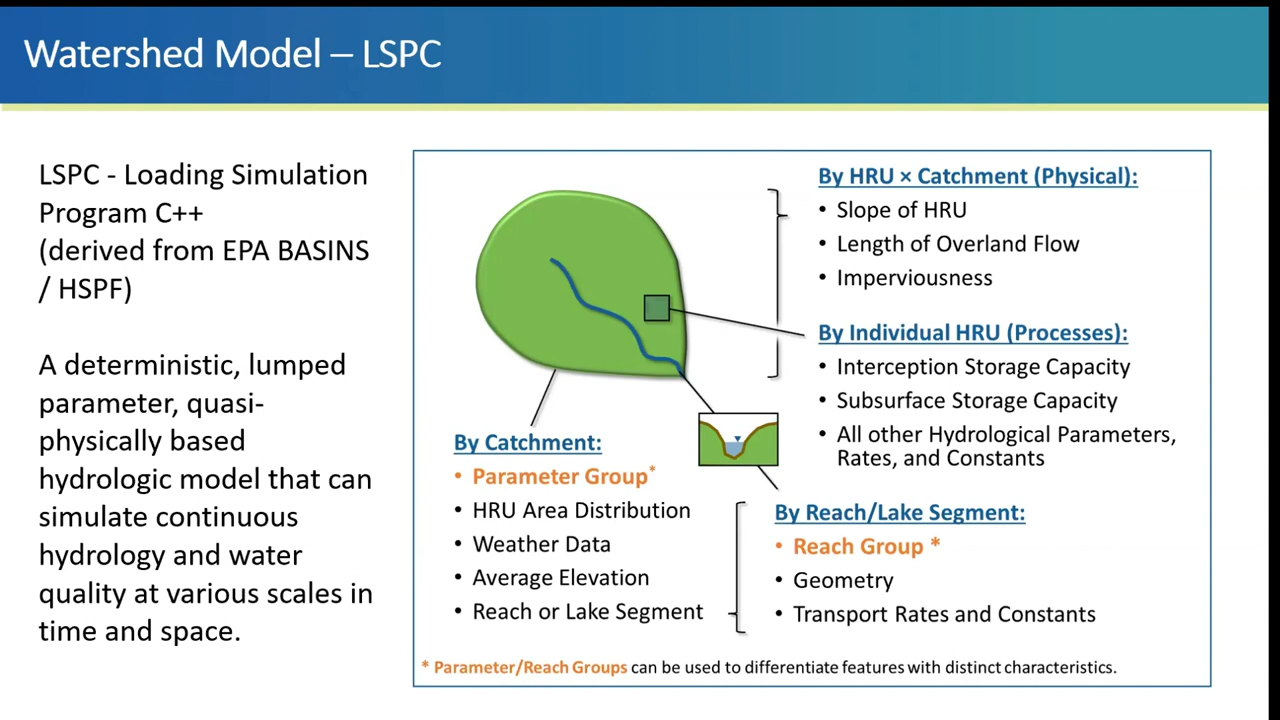 Watershed Model – LSPC
LSPC - Loading Simulation
Program C++
(derived from EPA BASINS
/ HSPF)
A deterministic, lumped
parameter, quasi-
physically based
hydrologic model that can
simulate continuous
hydrology and water
quality at various scales in
time and space.
By HRU × Catchment (Physical):
• Slope of HRU
• Length of Overland Flow
• Imperviousness
By Individual HRU (Processes):
• Interception Storage Capacity
• Subsurface Storage Capacity
• All other Hydrological Parameters,
Rates, and Constants
By Catchment:
• Parameter Group*
• HRU Area Distribution
• Weather Data
• Average Elevation
• Reach or Lake Segment
By Reach/Lake Segment:
• Reach Group *
• Geometry
• Transport Rates and Constants
* Parameter/Reach Groups can be used to differentiate features with distinct characteristics.